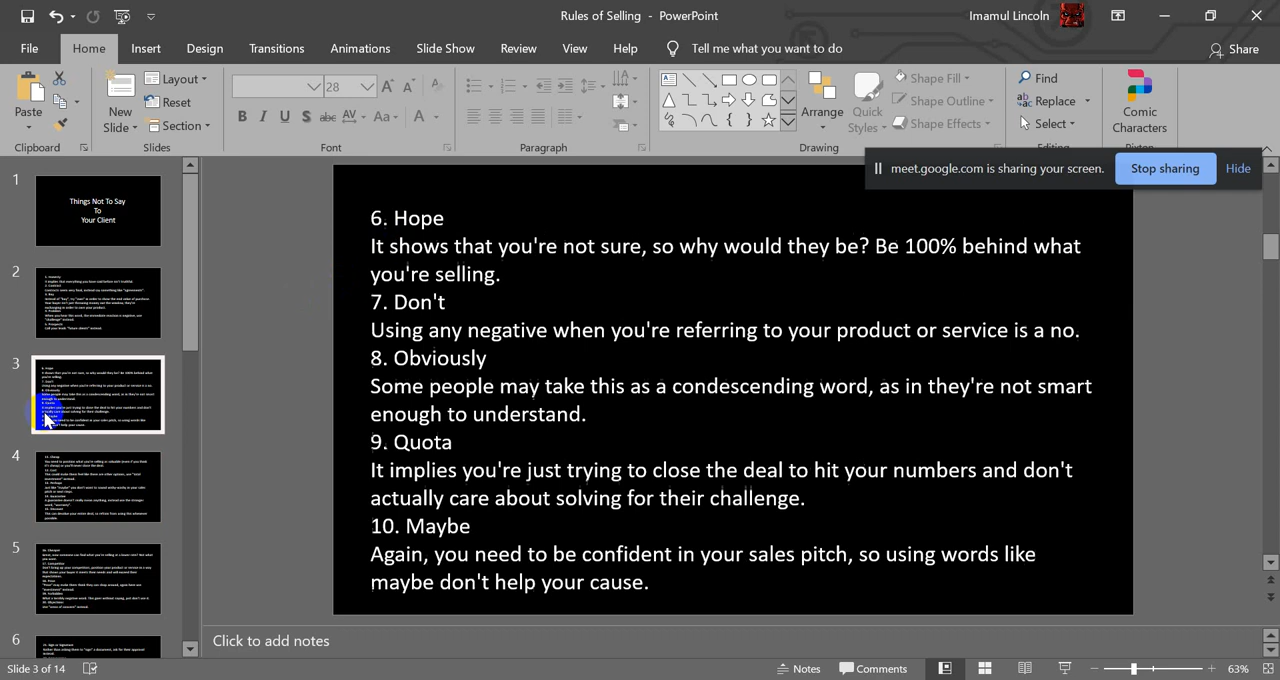 Rules of Selling - PowerPoint
Imamul Lincoln
File Home Insert Design Transitions Animations Slide Show Review View Help Tell me what you want to do Share
Paste
New Slide
Layout
Reset
Section
28
Arrange
Quick Styles
Shape Fill
Shape Outline
Shape Effects
Find
Replace
Select
Comic Characters
Clipboard Slides Font Paragraph Drawing
meet.google.com is sharing your screen. Stop sharing Hide
1
Things Not To Say
To
Your Client
2
3
4
5
6
6. Hope
It shows that you're not sure, so why would they be? Be 100% behind what
you're selling.
7. Don't
Using any negative when you're referring to your product or service is a no.
8. Obviously
Some people may take this as a condescending word, as in they're not smart
enough to understand.
9. Quota
It implies you're just trying to close the deal to hit your numbers and don't
actually care about solving for their challenge.
10. Maybe
Again, you need to be confident in your sales pitch, so using words like
maybe don't help your cause.
Click to add notes
Slide 3 of 14 Notes Comments 63%